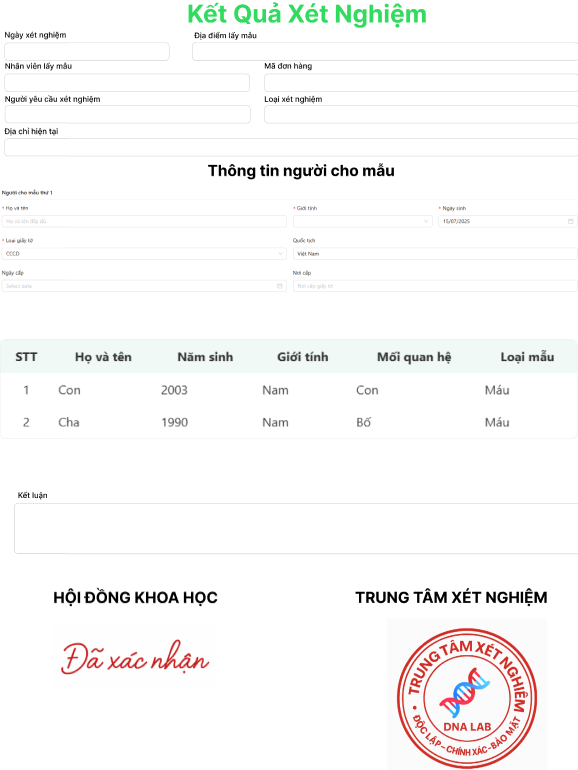 Kết Quả Xét Nghiệm
Ngày xét nghiệm Địa điểm lấy mẫu
Nhân viên lấy mẫu Mã đơn hàng
Người yêu cầu xét nghiệm Loại xét nghiệm
Địa chỉ hiện tại
Thông tin người cho mẫu
Người cho mẫu thứ 1
* Họ và tên * Giới tính * Ngày sinh
Họ và tên đầy đủ 15/07/2025
* Loại giấy tờ Quốc tịch
CCCD Việt Nam
Ngày cấp Nơi cấp
Select date Nơi cấp giấy tờ
STT Họ và tên Năm sinh Giới tính Mối quan hệ Loại mẫu
1 Con 2003 Nam Con Máu
2 Cha 1990 Nam Bố Máu
Kết luận
HỘI ĐỒNG KHOA HỌC TRUNG TÂM XÉT NGHIỆM
Đã xác nhận
TRUNG TÂM XÉT NGHIỆM
DNA LAB
ĐỘC LẬP-CHÍNH XÁC-BẢO MẬT